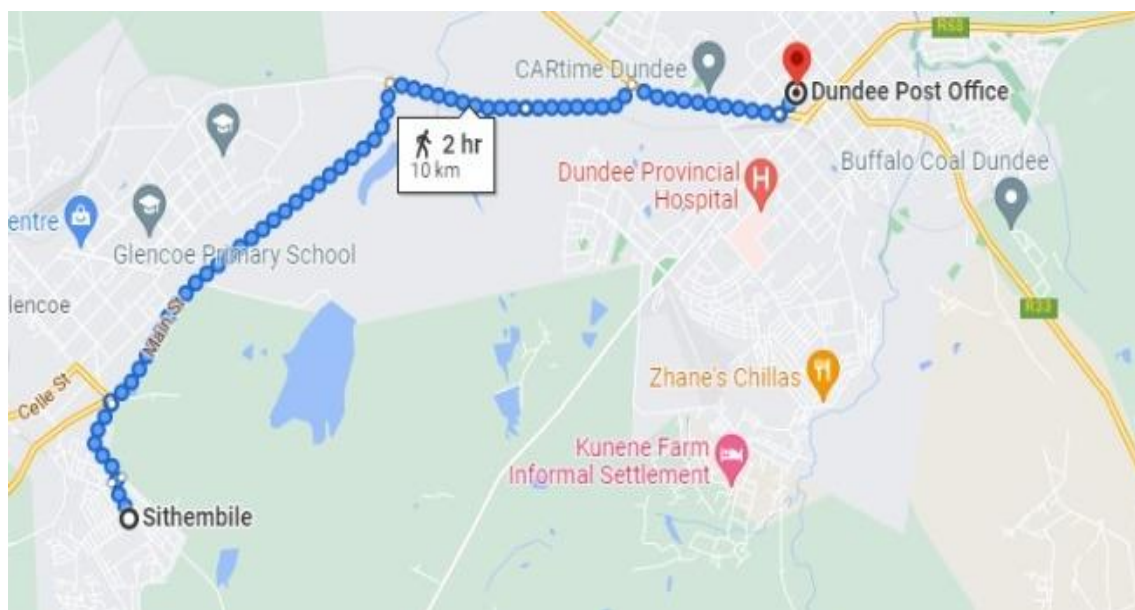 R68
CARtime Dundee
Dundee Post Office
2 hr
10 km
Dundee Provincial
Hospital
Buffalo Coal Dundee
entre
Glencoe Primary School
lencoe
Main St
R33
Zhane's Chillas
Celle St
Kunene Farm
Informal Settlement
Sithembile